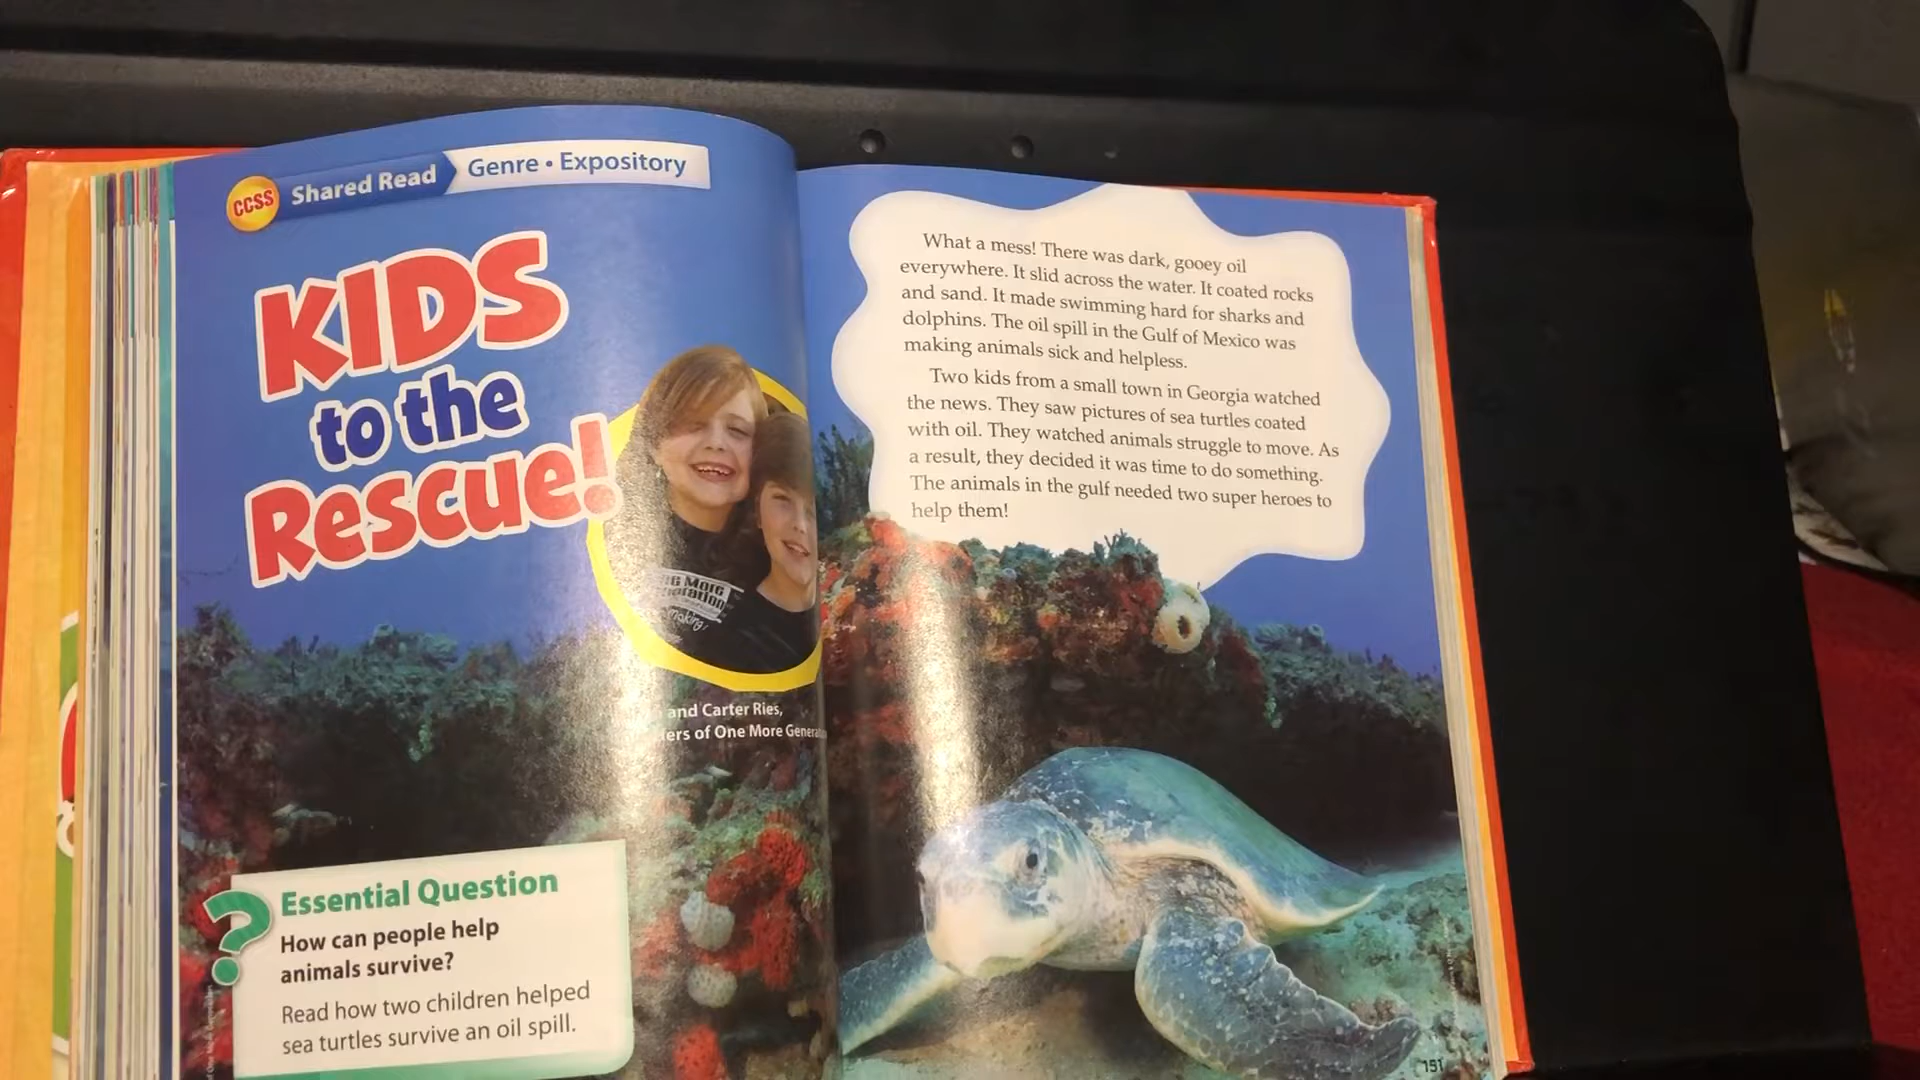 CCSS Shared Read Genre • Expository
KIDS
to the
Rescue!
and Carter Ries,
of One More
Essential Question
How can people help
animals survive?
Read how two children helped
sea turtles survive an oil spill.
What a mess! There was dark, gooey oil
everywhere. It slid across the water. It coated rocks
and sand. It made swimming hard for sharks and
dolphins. The oil spill in the Gulf of Mexico was
making animals sick and helpless.
Two kids from a small town in Georgia watched
the news. They saw pictures of sea turtles coated
with oil. They watched animals struggle to move. As
a result, they decided it was time to do something.
The animals in the gulf needed two super heroes to
help them!
151